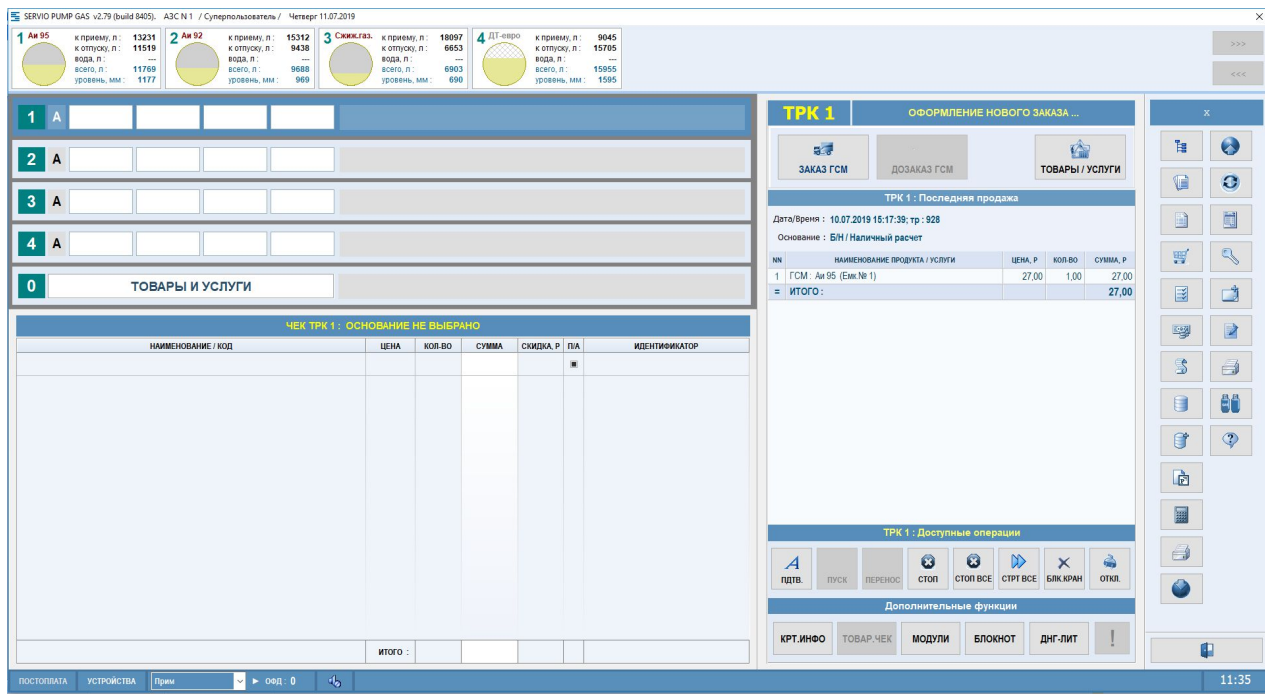 SERVIO PUMP GAS v2.79 (build 8405). АЗС N 1 / Суперпользователь / Четверг 11.07.2019
1 Аи 95
к приему, л : 13231
к отпуску, л : 11519
вода, л : ---
всего, л : 11769
уровень, мм : 1177
2 Аи 92
к приему, л : 15312
к отпуску, л : 9438
вода, л : ---
всего, л : 9688
уровень, мм : 969
3 Сжиж.газ.
к приему, л : 18097
к отпуску, л : 6653
вода, л : ---
всего, л : 6903
уровень, мм : 690
4 ДТ-евро
к приему, л : 9045
к отпуску, л : 15705
вода, л : ---
всего, л : 15955
уровень, мм : 1595
>>>
<<<
1 А
2 А
3 А
4 А
0 ТОВАРЫ И УСЛУГИ
ЧЕК ТРК 1 : ОСНОВАНИЕ НЕ ВЫБРАНО
НАИМЕНОВАНИЕ / КОД ЦЕНА КОЛ-ВО СУММА СКИДКА, Р П/А ИДЕНТИФИКАТОР
ИТОГО :
ТРК 1 ОФОРМЛЕНИЕ НОВОГО ЗАКАЗА ...
ЗАКАЗ ГСМ ДОЗАКАЗ ГСМ ТОВАРЫ / УСЛУГИ
ТРК 1 : Последняя продажа
Дата/Время : 10.07.2019 15:17:39; тр : 928
Основание : Б/Н / Наличный расчет
NN НАИМЕНОВАНИЕ ПРОДУКТА / УСЛУГИ ЦЕНА, Р КОЛ-ВО СУММА, Р
1 ГСМ : Аи 95 (Емк.№ 1) 27,00 1,00 27,00
= ИТОГО : 27,00
ТРК 1 : Доступные операции
ПДТВ. ПУСК ПЕРЕНОС СТОП СТОП ВСЕ СТРТ ВСЕ БЛК.КРАН ОТКЛ.
Дополнительные функции
КРТ.ИНФО ТОВАР.ЧЕК МОДУЛИ БЛОКНОТ ДНГ-ЛИТ !
x
ПОСТОПЛАТА УСТРОЙСТВА Прим ОФД : 0 11:35